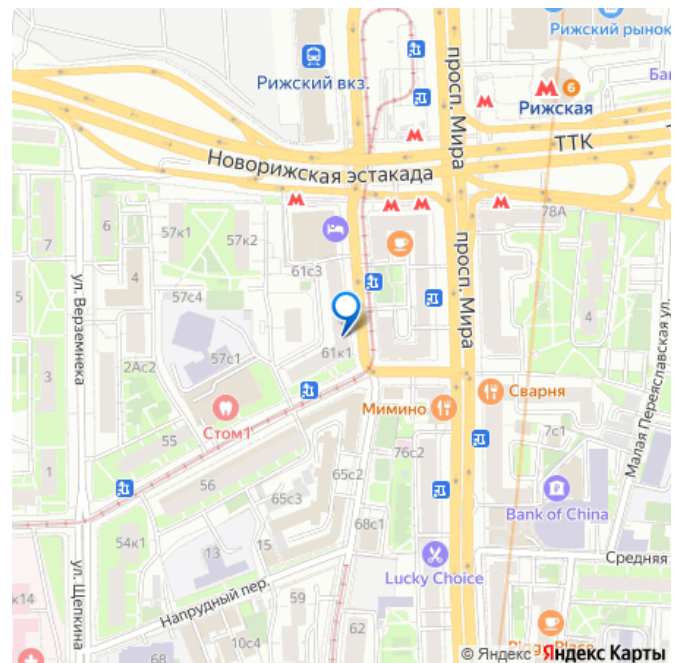 Рижский рынок
Рижский вкз.
просп. Мира
6
Рижская
Новорижская эстакада
ТТК
78А
6
57к1
57к2
7
61с3
4
4
57с4
ул. Верземнека
просп. Мира
61к1
57с1
2Ас2
3
Стом1
Сварня
Мимино
Малая Переяславская ул.
7с1
55
76с2
1
56
65с2
65с3
Bank of China
68с1
54к1
13
15
Средняя
Lucky Choice
ул. Щепкина
Напрудный пер.
к14
59
62
10с4
68
© Яндекс Яндекс Карты